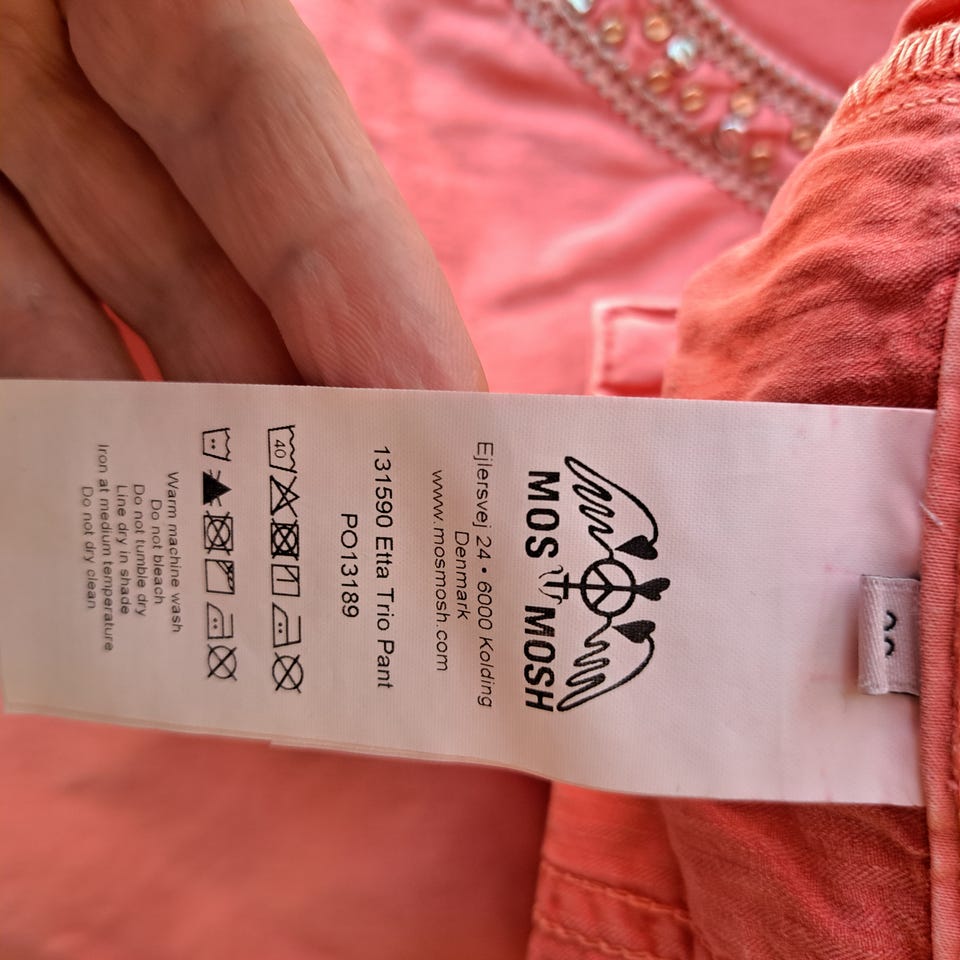 MOS MOSH
Ejlersvej 24 • 6000 Kolding
Denmark
www.mosmosh.com
131590 Etta Trio Pant
PO13189
40
Warm machine wash
Do not bleach
Do not tumble dry
Line dry in shade
Iron at medium temperature
Do not dry clean